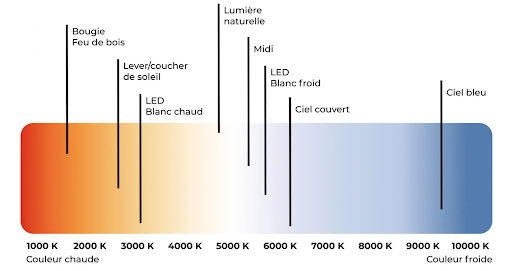 Bougie
Feu de bois
Lever/coucher
de soleil
LED
Blanc chaud
Lumière
naturelle
Midi
LED
Blanc froid
Ciel couvert
Ciel bleu
1000 K 2000 K 3000 K 4000 K 5000 K 6000 K 7000 K 8000 K 9000 K 10000 K
Couleur chaude Couleur froide